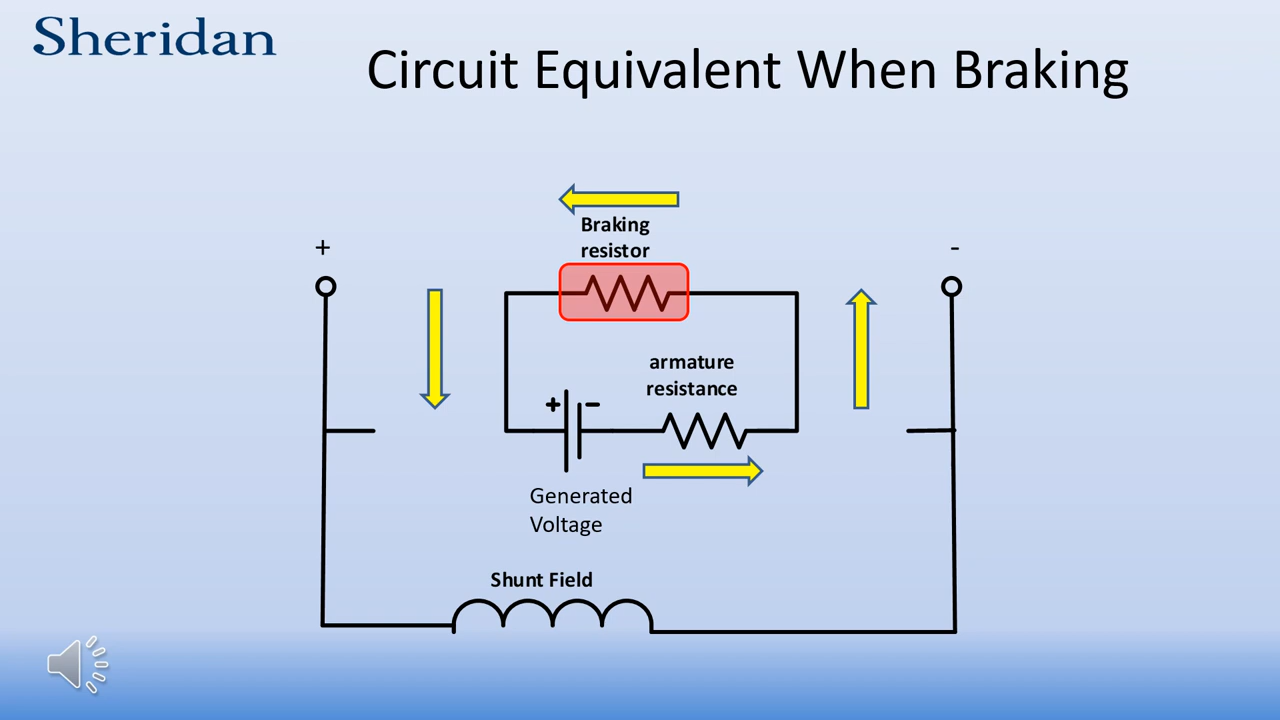 Sheridan
Circuit Equivalent When Braking
Braking
resistor
+
-
armature
resistance
+ −
Generated
Voltage
Shunt Field